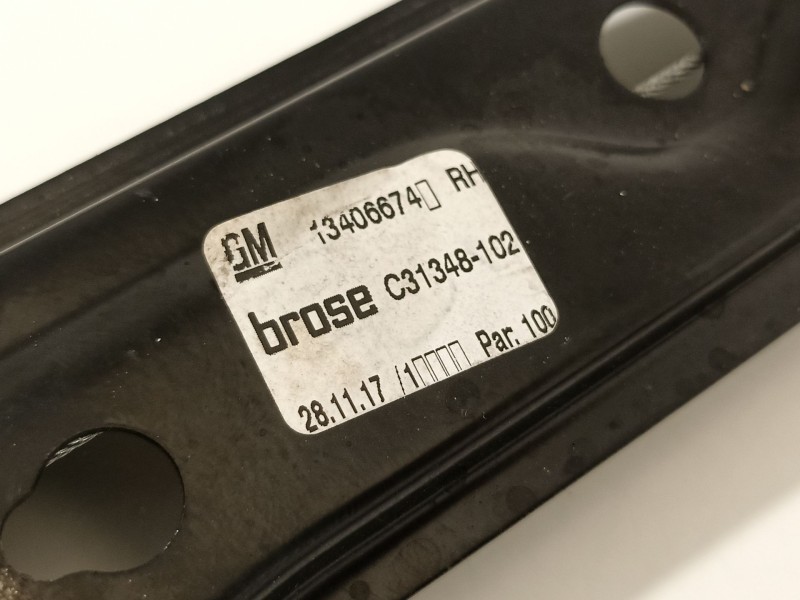 GM 13406674▯ RH
brose C31348-102
28.11.17 /1▯▯▯▯ Par. 100